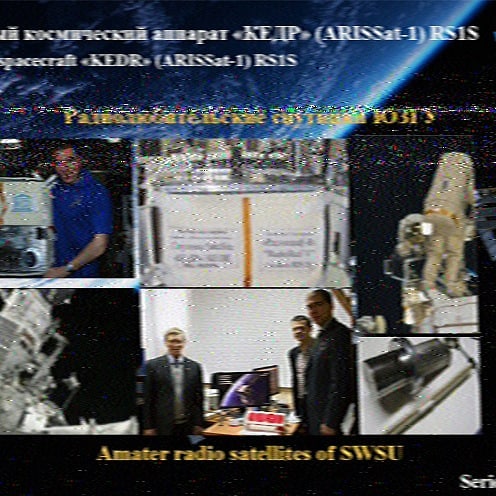 ый космический аппарат «КЕДР» (ARISSat-1) RS1S
spacecraft «KEDR» (ARISSat-1) RS1S
Радиолюбительские спутники ЮЗГУ
Amater radio satellites of SWSU
Seri